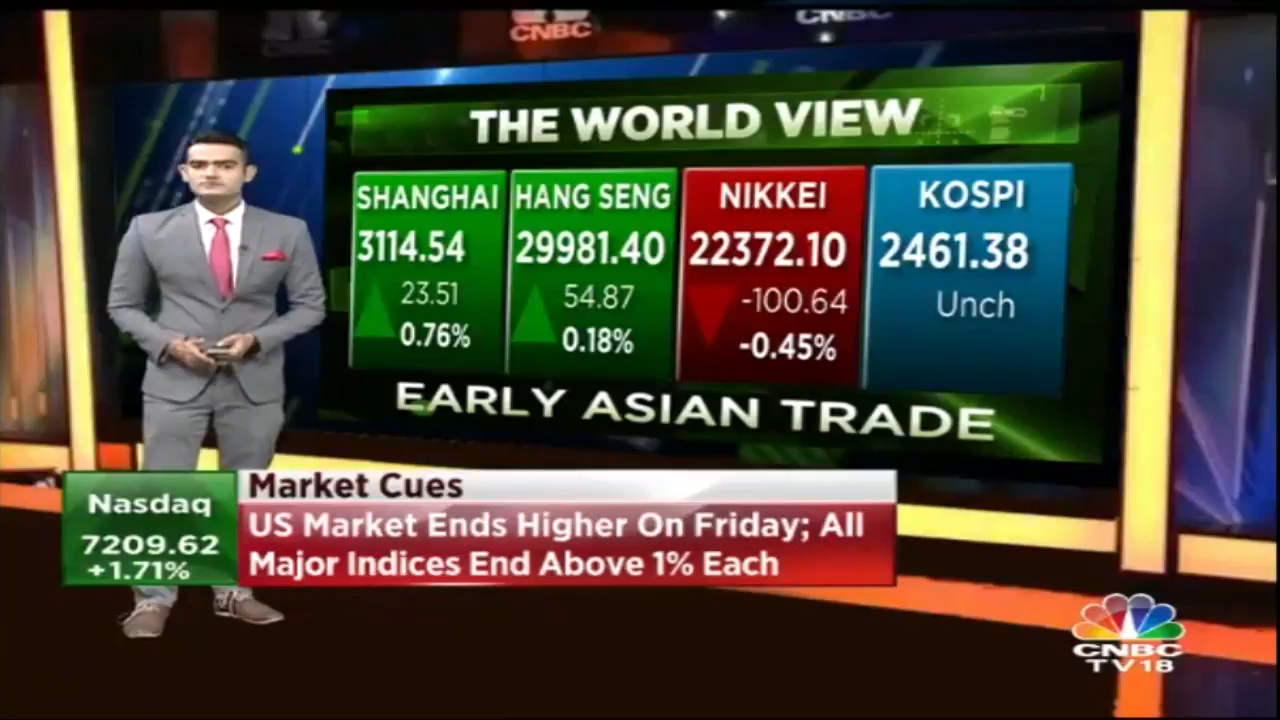 CNBC
CNBC
THE WORLD VIEW
SHANGHAI
3114.54
23.51
0.76%
HANG SENG
29981.40
54.87
0.18%
NIKKEI
22372.10
-100.64
-0.45%
KOSPI
2461.38
Unch
EARLY ASIAN TRADE
Nasdaq
7209.62
+1.71%
Market Cues
US Market Ends Higher On Friday; All
Major Indices End Above 1% Each
CNBC
TV18